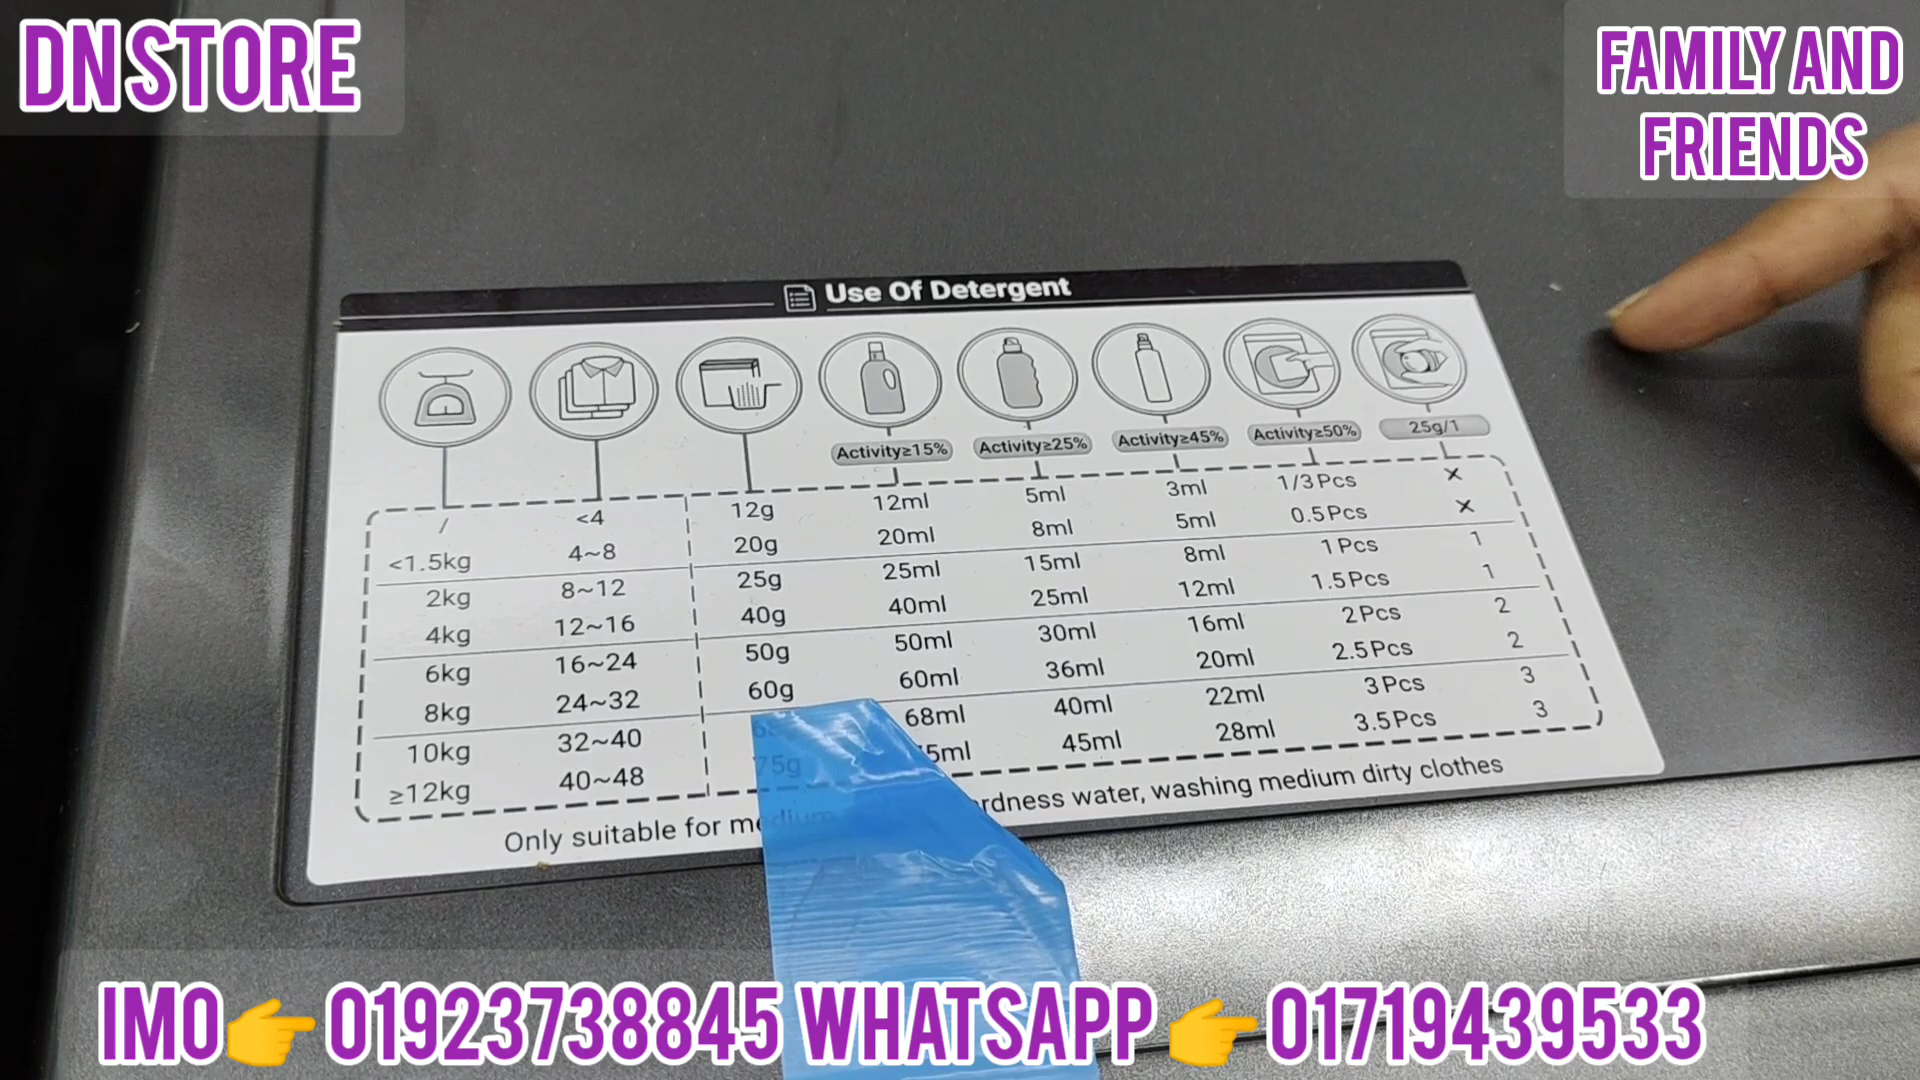 DN STORE
FAMILY AND
FRIENDS
Use Of Detergent
Activity≥15% Activity≥25% Activity≥45% Activity≥50% 25g/1
/ <4 12g 12ml 5ml 3ml 1/3Pcs ×
<1.5kg 4~8 20g 20ml 8ml 5ml 0.5Pcs ×
2kg 8~12 25g 25ml 15ml 8ml 1Pcs 1
4kg 12~16 40g 40ml 25ml 12ml 1.5Pcs 1
6kg 16~24 50g 50ml 30ml 16ml 2Pcs 2
8kg 24~32 60g 60ml 36ml 20ml 2.5Pcs 2
10kg 32~40 68ml 40ml 22ml 3Pcs 3
≥12kg 40~48 75g 45ml 28ml 3.5Pcs 3
Only suitable for medium water, washing medium dirty clothes
IMO👉01923738845 WHATSAPP👉01719439533